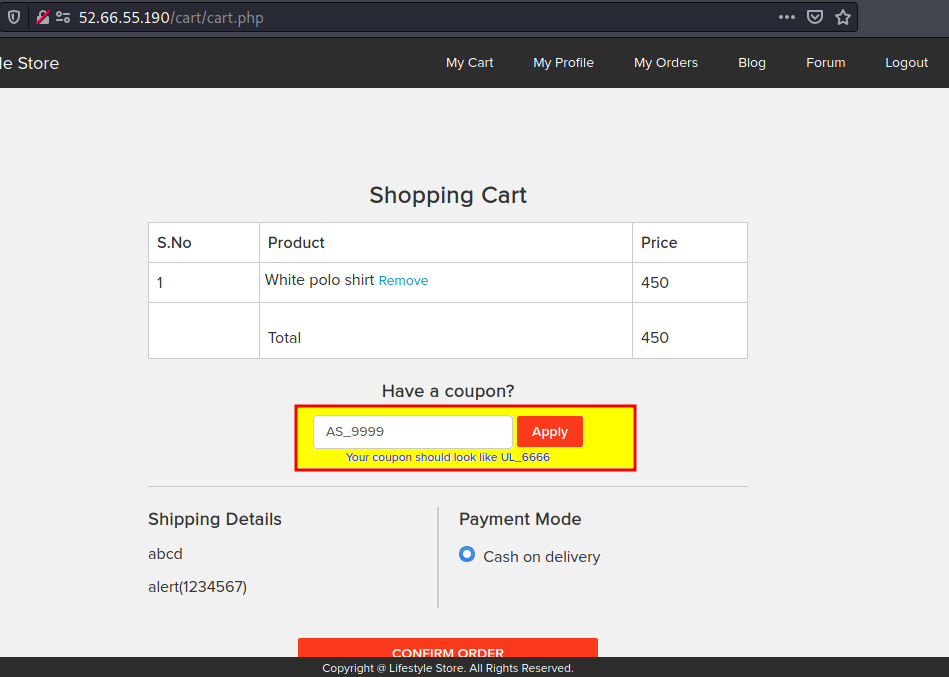 52.66.55.190/cart/cart.php
le Store My Cart My Profile My Orders Blog Forum Logout
Shopping Cart
S.No Product Price
1 White polo shirt Remove 450
Total 450
Have a coupon?
AS_9999 Apply
Your coupon should look like UL_6666
Shipping Details Payment Mode
abcd Cash on delivery
alert(1234567)
CONFIRM ORDER
Copyright @ Lifestyle Store. All Rights Reserved.